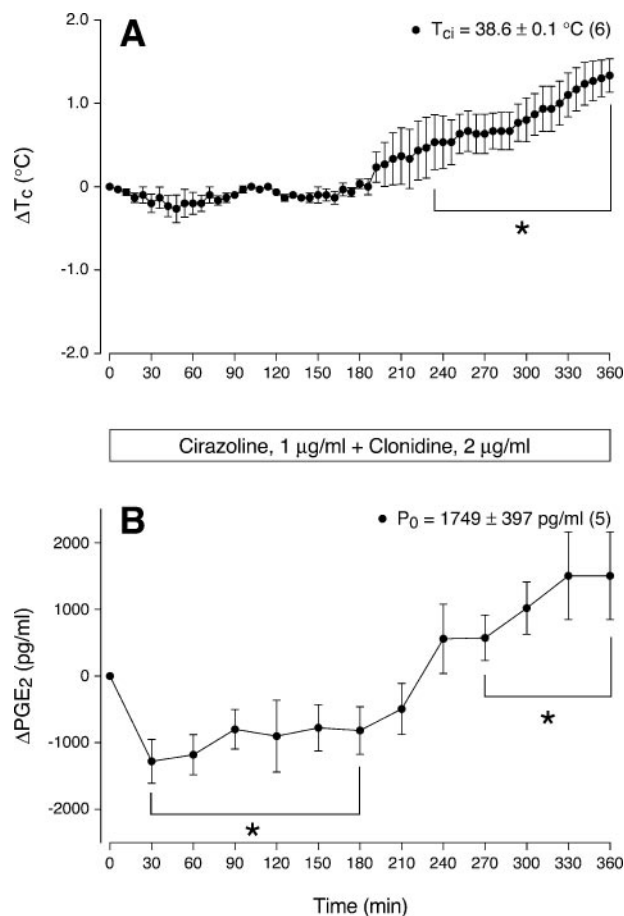 A
● T_ci = 38.6 ± 0.1 °C (6)
2.0
1.0
0
-1.0
-2.0
ΔT_c (°C)
*
0 30 60 90 120 150 180 210 240 270 300 330 360
Cirazoline, 1 µg/ml + Clonidine, 2 µg/ml
B
● P_0 = 1749 ± 397 pg/ml (5)
2000
1000
0
-1000
-2000
ΔPGE_2 (pg/ml)
*
*
0 30 60 90 120 150 180 210 240 270 300 330 360
Time (min)